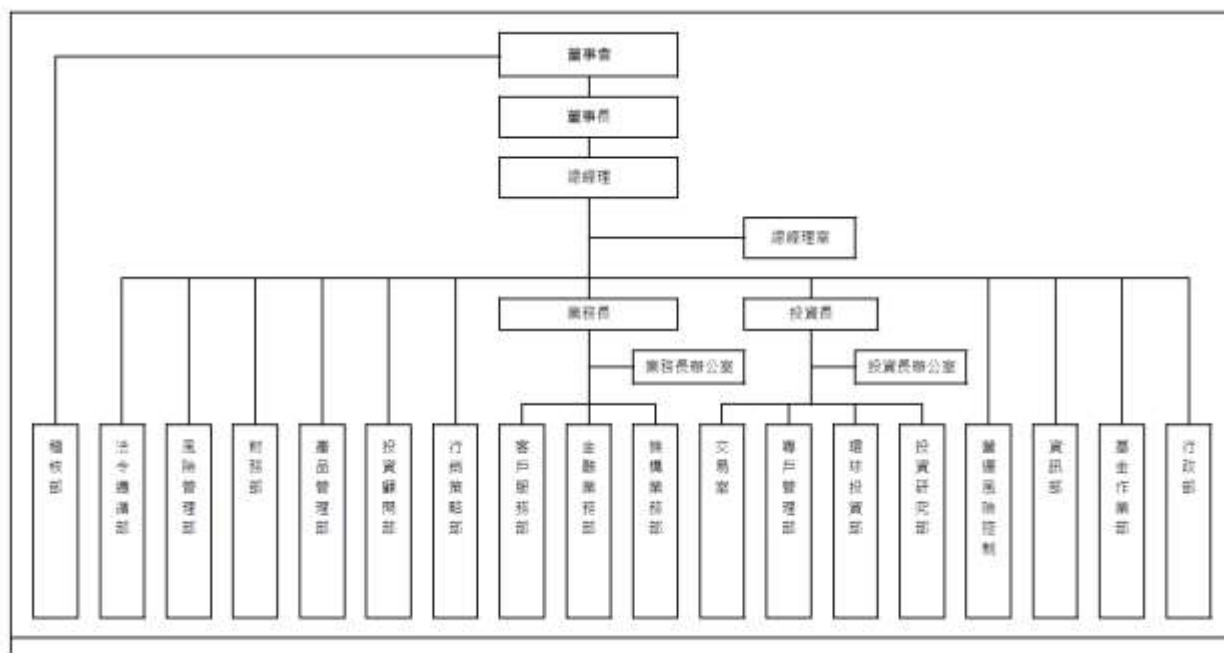 董事會
董事長
總經理
總經理室
業務長
投資長
業務長辦公室
投資長辦公室
稽核部
法令遵循部
風險管理部
財務部
產品管理部
投資顧問部
行銷策略部
客戶服務部
金融業務部
機構業務部
交易室
專戶管理部
環球投資部
投資研究部
營運風險控制
資訊部
基金作業部
行政部